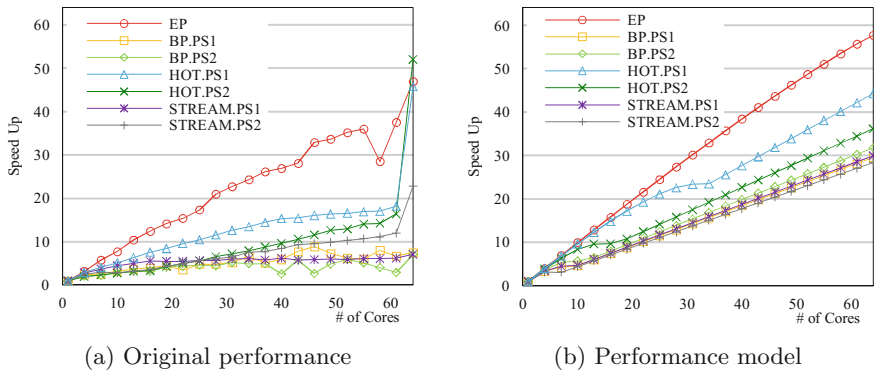 60
50
40
30
20
10
0
Speed Up
EP
BP.PS1
BP.PS2
HOT.PS1
HOT.PS2
STREAM.PS1
STREAM.PS2
0 10 20 30 40 50 60
# of Cores
(a) Original performance
60
50
40
30
20
10
0
Speed Up
EP
BP.PS1
BP.PS2
HOT.PS1
HOT.PS2
STREAM.PS1
STREAM.PS2
0 10 20 30 40 50 60
# of Cores
(b) Performance model